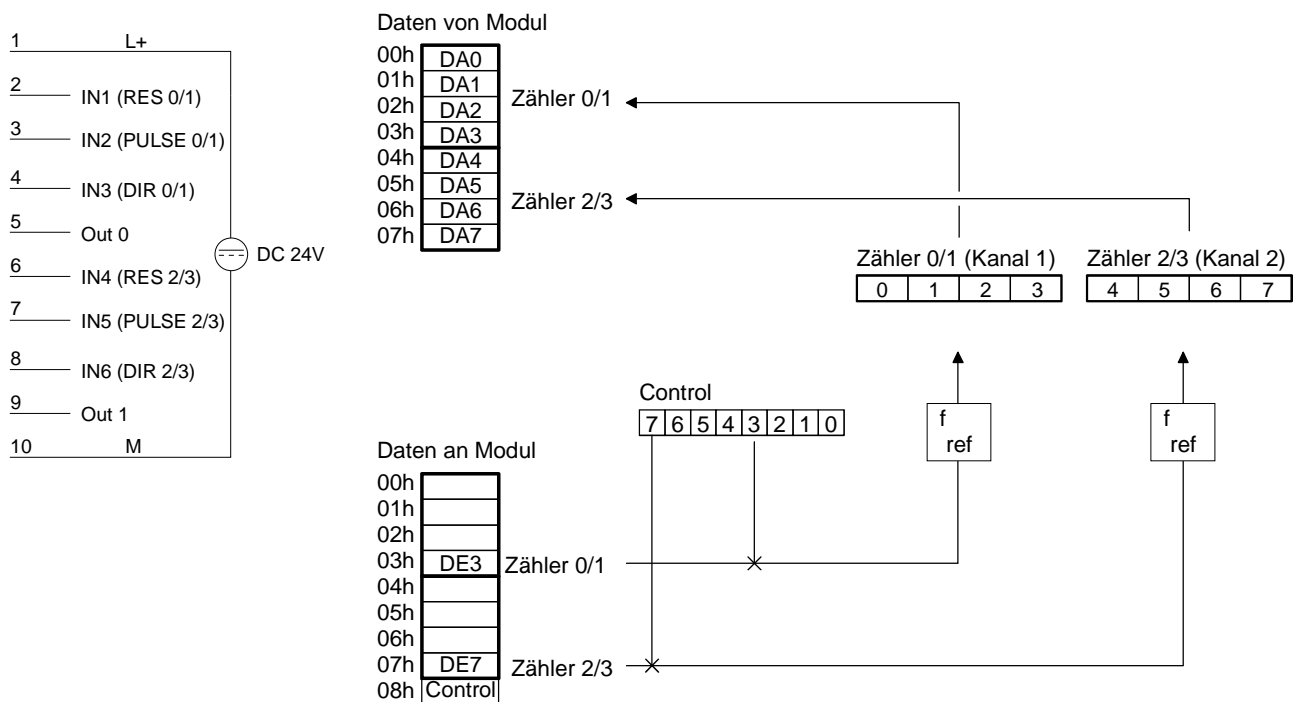 1 L+
2 IN1 (RES 0/1)
3 IN2 (PULSE 0/1)
4 IN3 (DIR 0/1)
5 Out 0
6 IN4 (RES 2/3)
7 IN5 (PULSE 2/3)
8 IN6 (DIR 2/3)
9 Out 1
10 M
DC 24V
Daten von Modul
00h DA0
01h DA1
02h DA2
03h DA3
04h DA4
05h DA5
06h DA6
07h DA7
Zähler 0/1
Zähler 2/3
Zähler 0/1 (Kanal 1)
0 1 2 3
Zähler 2/3 (Kanal 2)
4 5 6 7
Control
7 6 5 4 3 2 1 0
f
ref
f
ref
Daten an Modul
00h
01h
02h
03h DE3 Zähler 0/1
04h
05h
06h
07h DE7 Zähler 2/3
08h Control